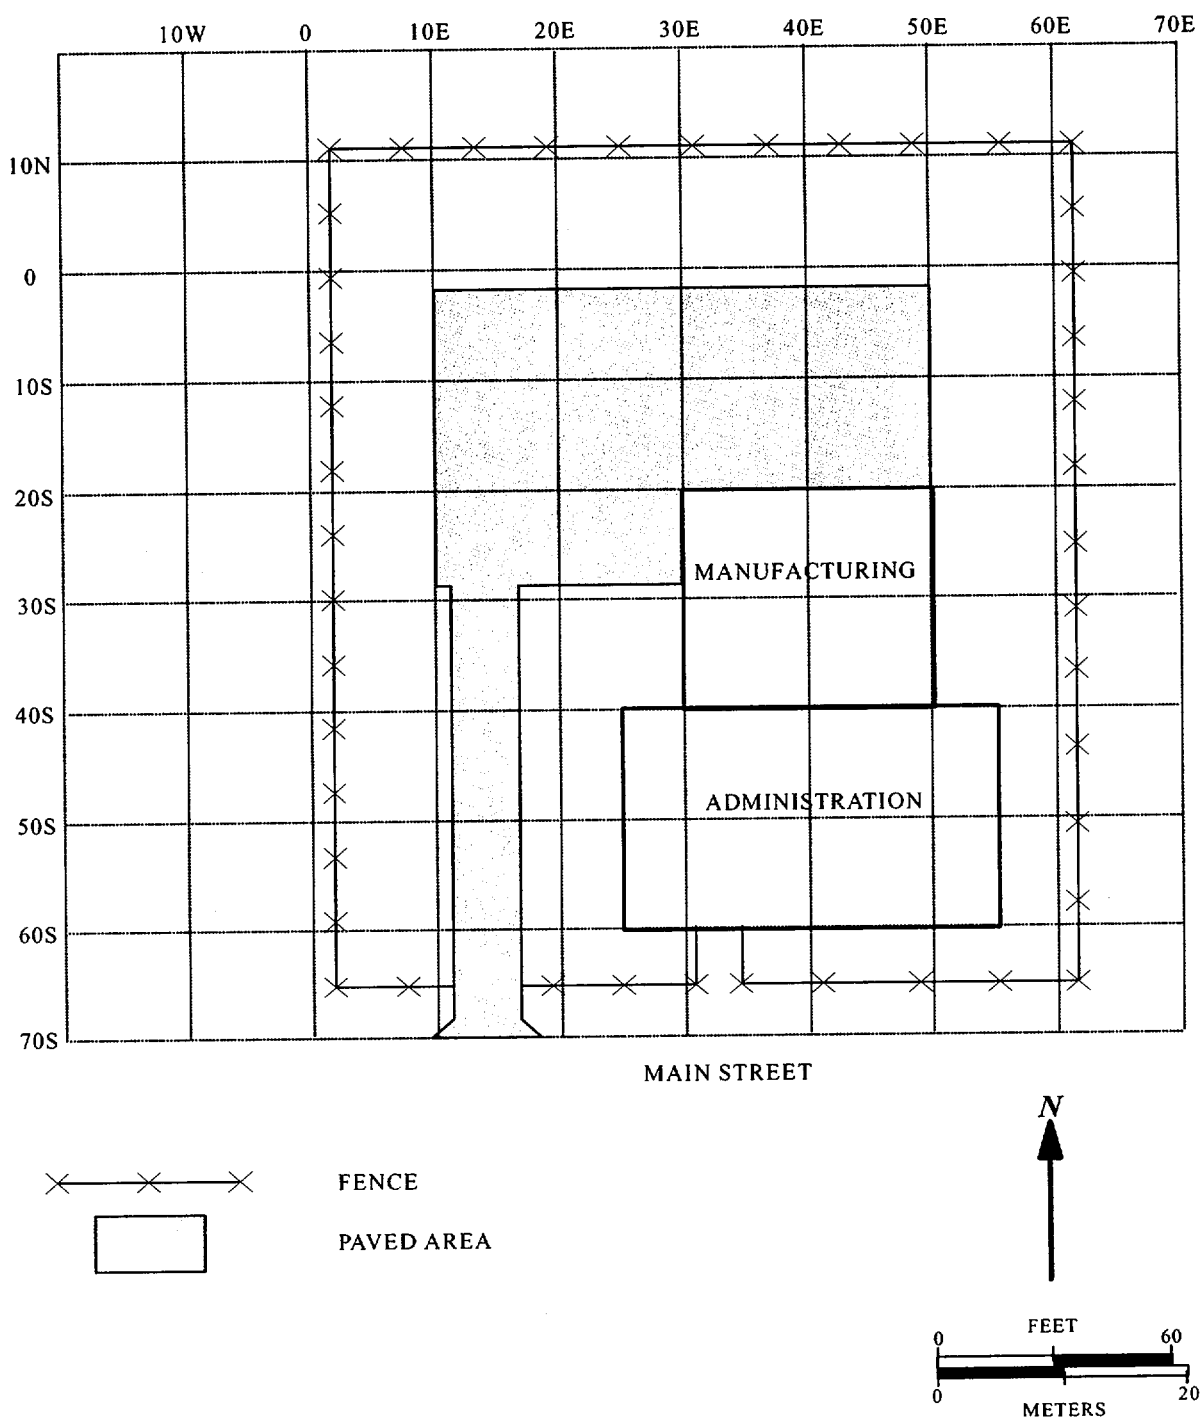 10W 0 10E 20E 30E 40E 50E 60E 70E
10N
0
10S
20S
MANUFACTURING
30S
40S
ADMINISTRATION
50S
60S
70S
MAIN STREET
N
FENCE
PAVED AREA
FEET
0 60
0 20
METERS